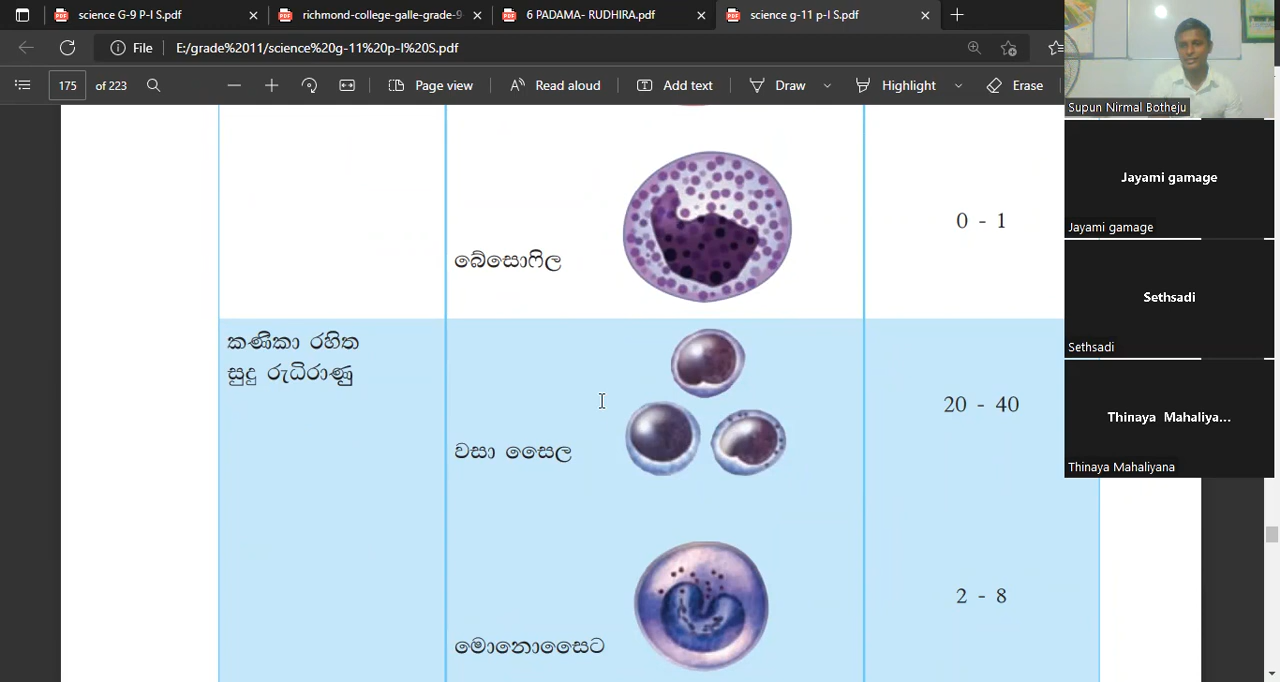 science G-9 P-I S.pdf
richmond-college-galle-grade-9
6 PADAMA- RUDHIRA.pdf
science g-11 p-I S.pdf
File
E:/grade%2011/science%20g-11%20p-I%20S.pdf
175 of 223
Page view
Read aloud
Add text
Draw
Highlight
Erase
Supun Nirmal Botheju
Jayami gamage
Jayami gamage
Sethsadi
Sethsadi
Thinaya Mahaliya...
Thinaya Mahaliyana
0 - 1
බේසොෆිල
කණිකා රහිත
සුදු රුධිරාණු
20 - 40
වසා සෛල
2 - 8
මොනොසෛට